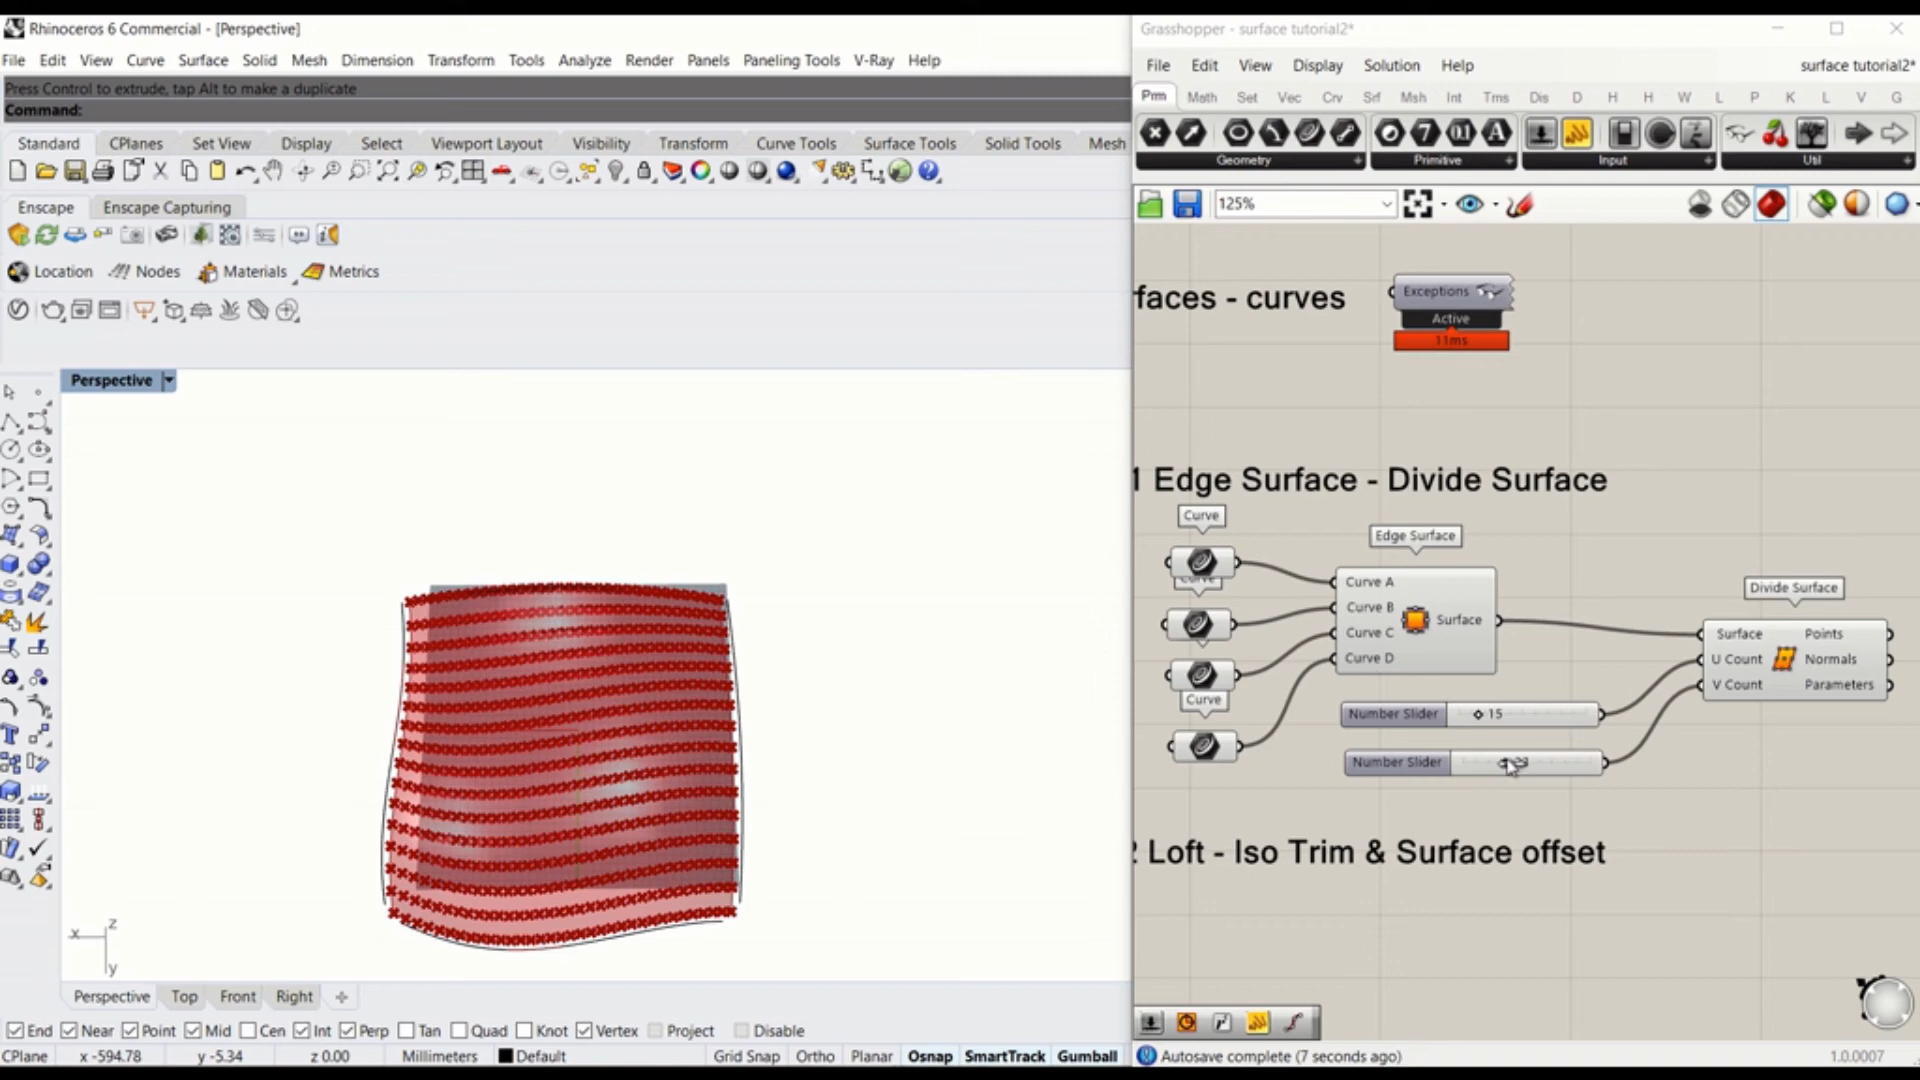 Rhinoceros 6 Commercial - [Perspective]
File Edit View Curve Surface Solid Mesh Dimension Transform Tools Analyze Render Panels Paneling Tools V-Ray Help
Press Control to extrude, tap Alt to make a duplicate
Command:
Standard CPlanes Set View Display Select Viewport Layout Visibility Transform Curve Tools Surface Tools Solid Tools Mesh
Enscape Enscape Capturing
Location Nodes Materials Metrics
Perspective
z
x
y
Perspective Top Front Right
End Near Point Mid Cen Int Perp Tan Quad Knot Vertex Project Disable
CPlane x -594.78 y -5.34 z 0.00 Millimeters Default Grid Snap Ortho Planar Osnap SmartTrack Gumball
Grasshopper - surface tutorial2*
File Edit View Display Solution Help surface tutorial2*
Prm Math Set Vec Crv Srf Msh Int Trns Dis D H H W L P K L V G
Geometry Primitive Input Util
125%
faces - curves
Exceptions
Active
11ms
1 Edge Surface - Divide Surface
Curve
Edge Surface
Curve A
Curve B
Curve C
Curve D
Surface
Curve
Curve
Divide Surface
Surface Points
U Count Normals
V Count Parameters
Number Slider 15
Number Slider
2 Loft - Iso Trim & Surface offset
Autosave complete (7 seconds ago) 1.0.0007